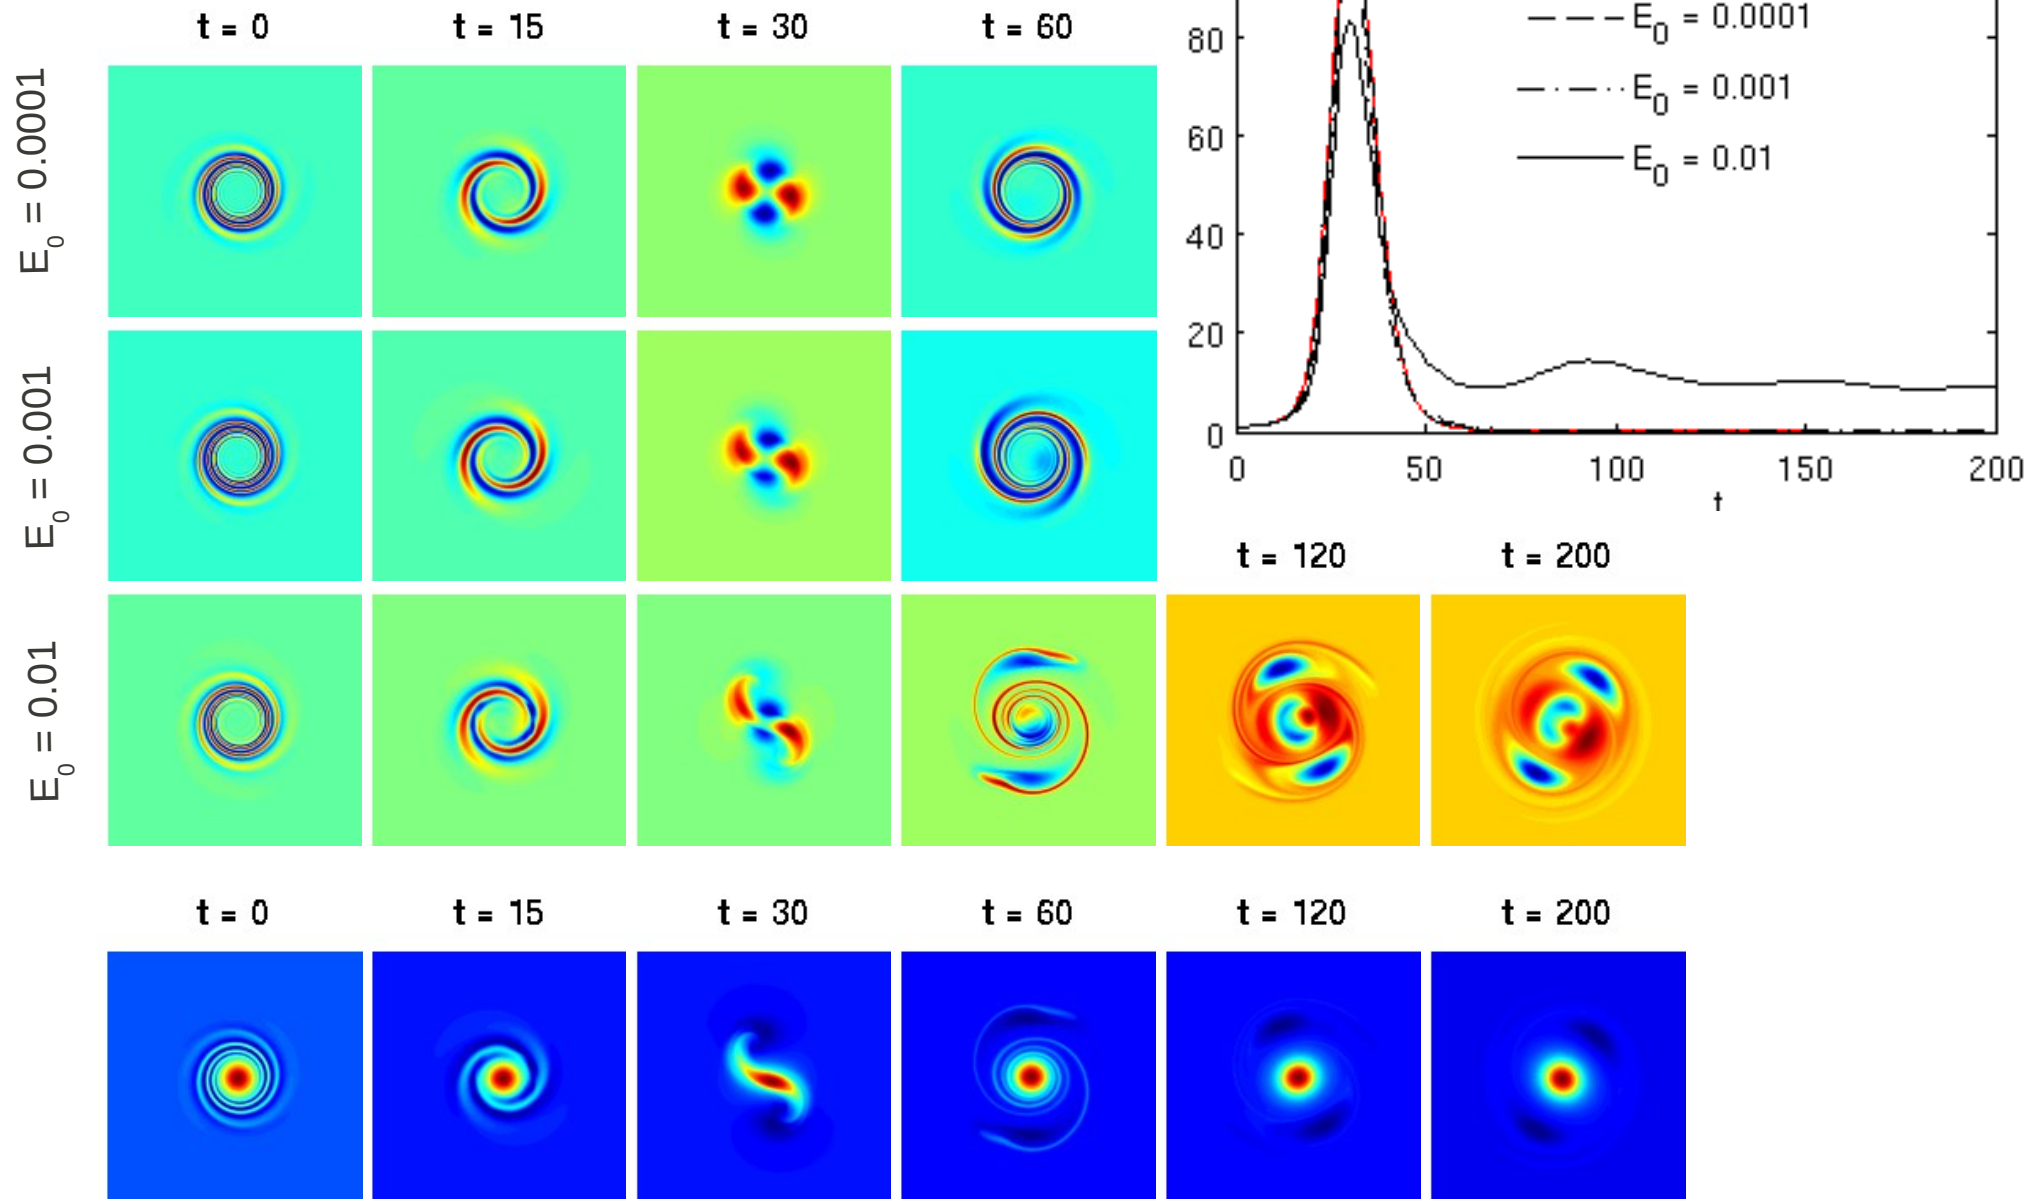 t = 0 t = 15 t = 30 t = 60
E0 = 0.0001
E0 = 0.001
E0 = 0.01
80
60
40
20
0
E0 = 0.0001
E0 = 0.001
E0 = 0.01
0 50 100 150 200
t
t = 120 t = 200
t = 0 t = 15 t = 30 t = 60 t = 120 t = 200